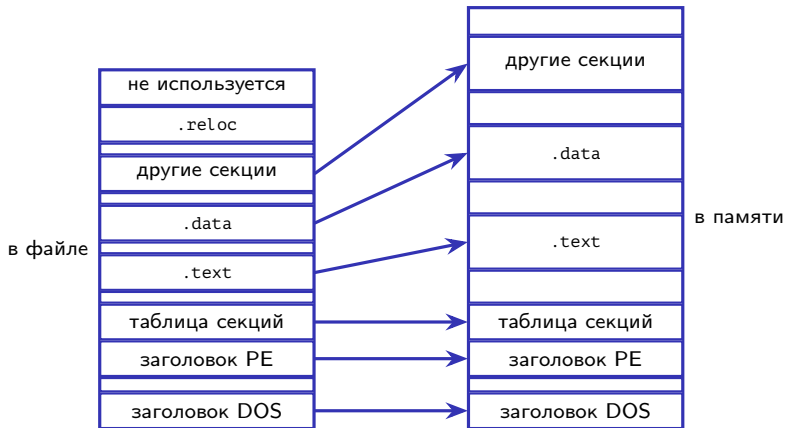 не используется
.reloc
другие секции
.data
.text
таблица секций
заголовок PE
заголовок DOS
в файле
другие секции
.data
.text
таблица секций
заголовок PE
заголовок DOS
в памяти